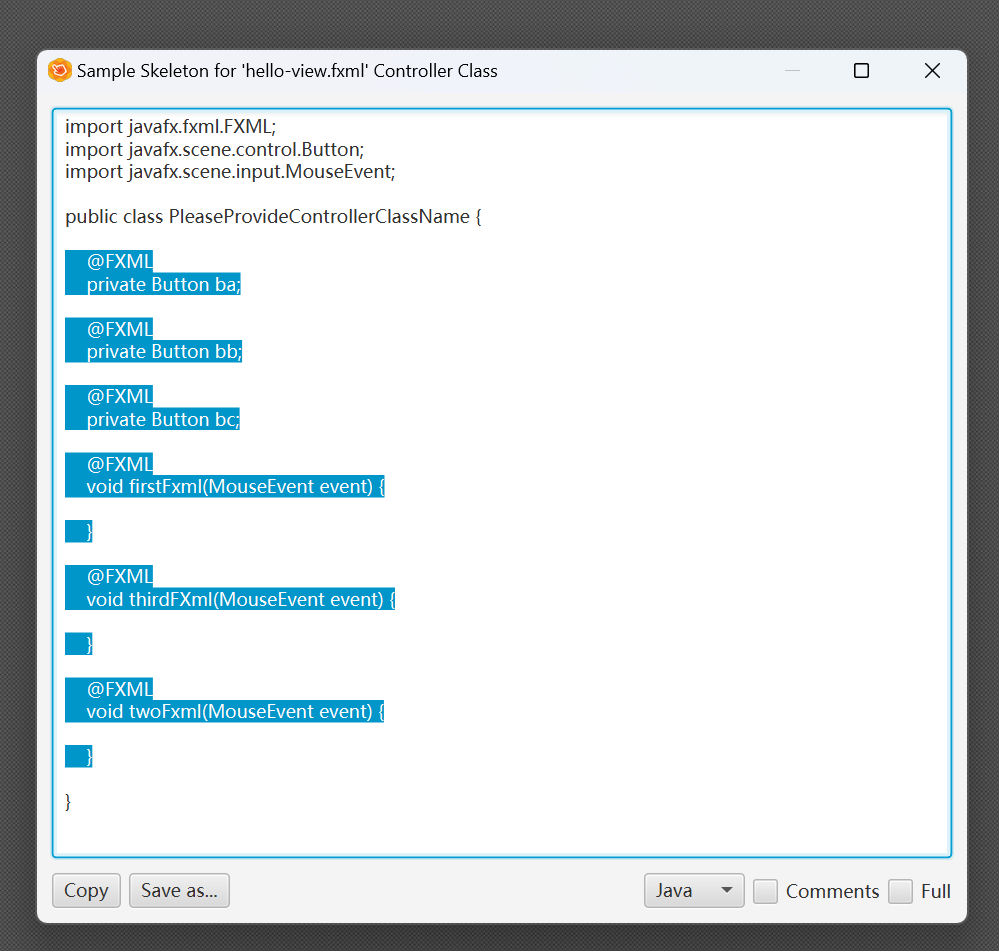 Sample Skeleton for 'hello-view.fxml' Controller Class
import javafx.fxml.FXML;
import javafx.scene.control.Button;
import javafx.scene.input.MouseEvent;
public class PleaseProvideControllerClassName {
@FXML
private Button ba;
@FXML
private Button bb;
@FXML
private Button bc;
@FXML
void firstFxml(MouseEvent event) {
}
@FXML
void thirdFXml(MouseEvent event) {
}
@FXML
void twoFxml(MouseEvent event) {
}
}
Copy Save as... Java Comments Full